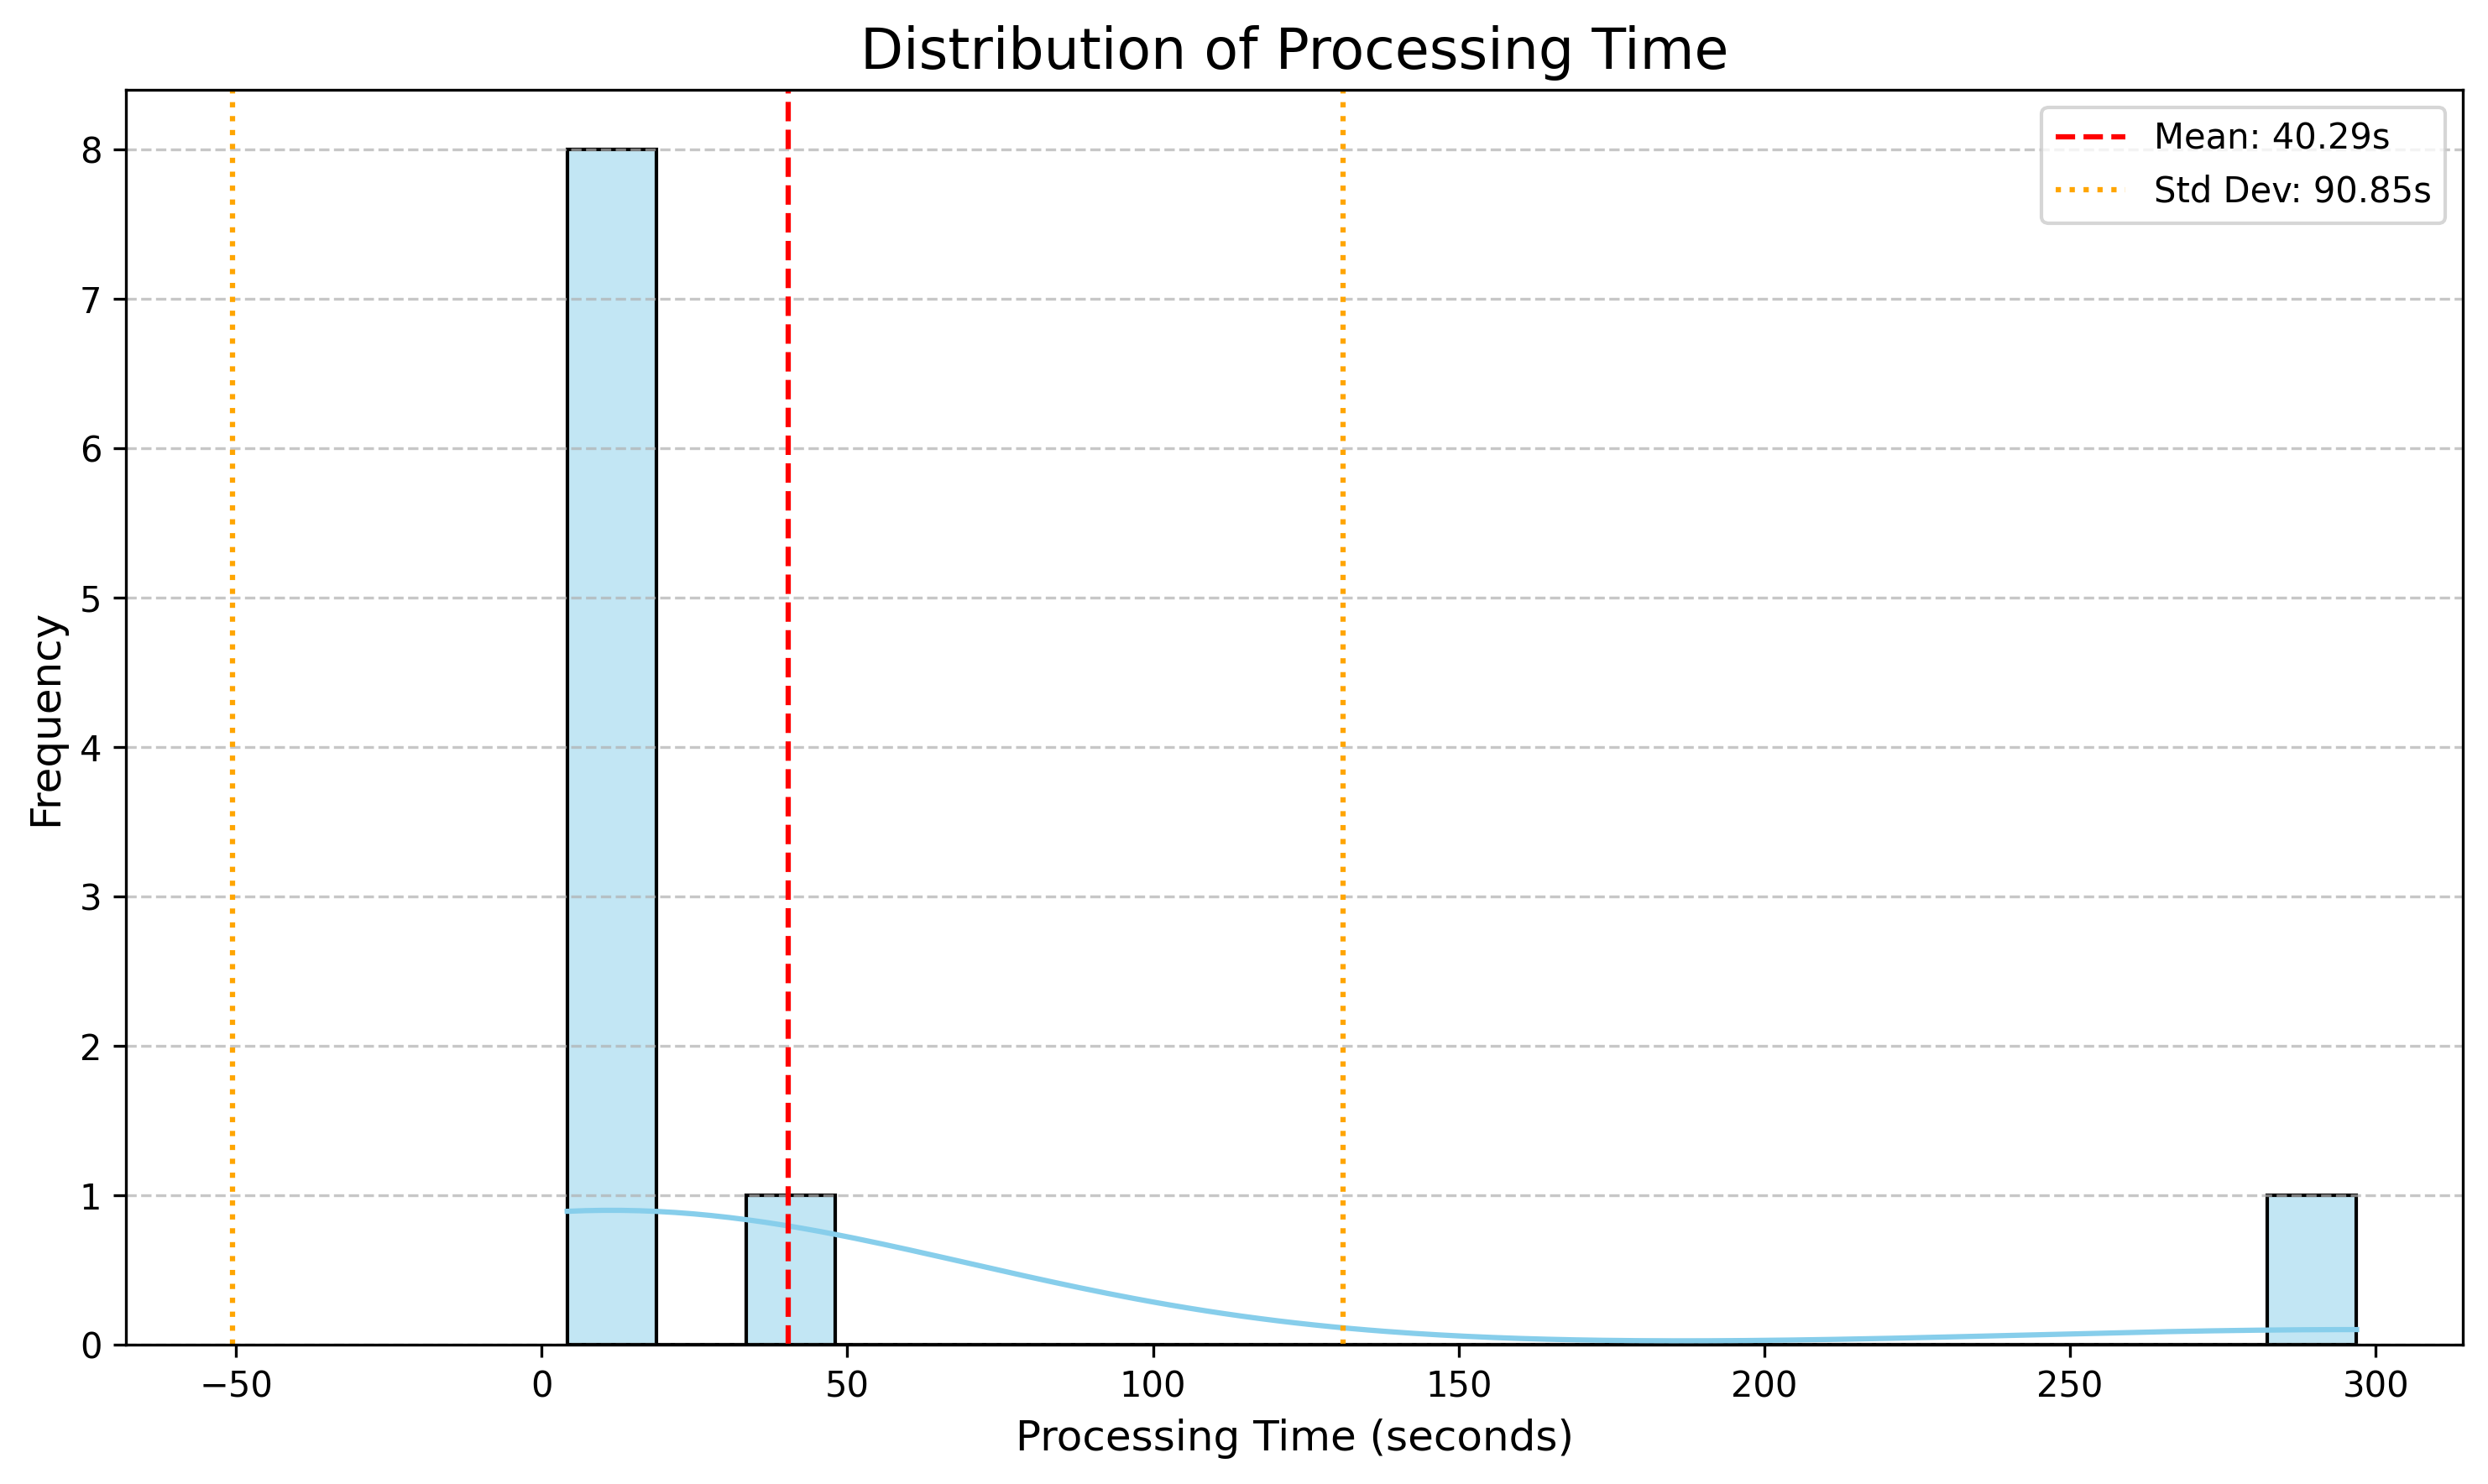 Distribution of Processing Time
Mean: 40.29s
Std Dev: 90.85s
8
7
6
5
4
3
2
1
0
Frequency
−50 0 50 100 150 200 250 300
Processing Time (seconds)